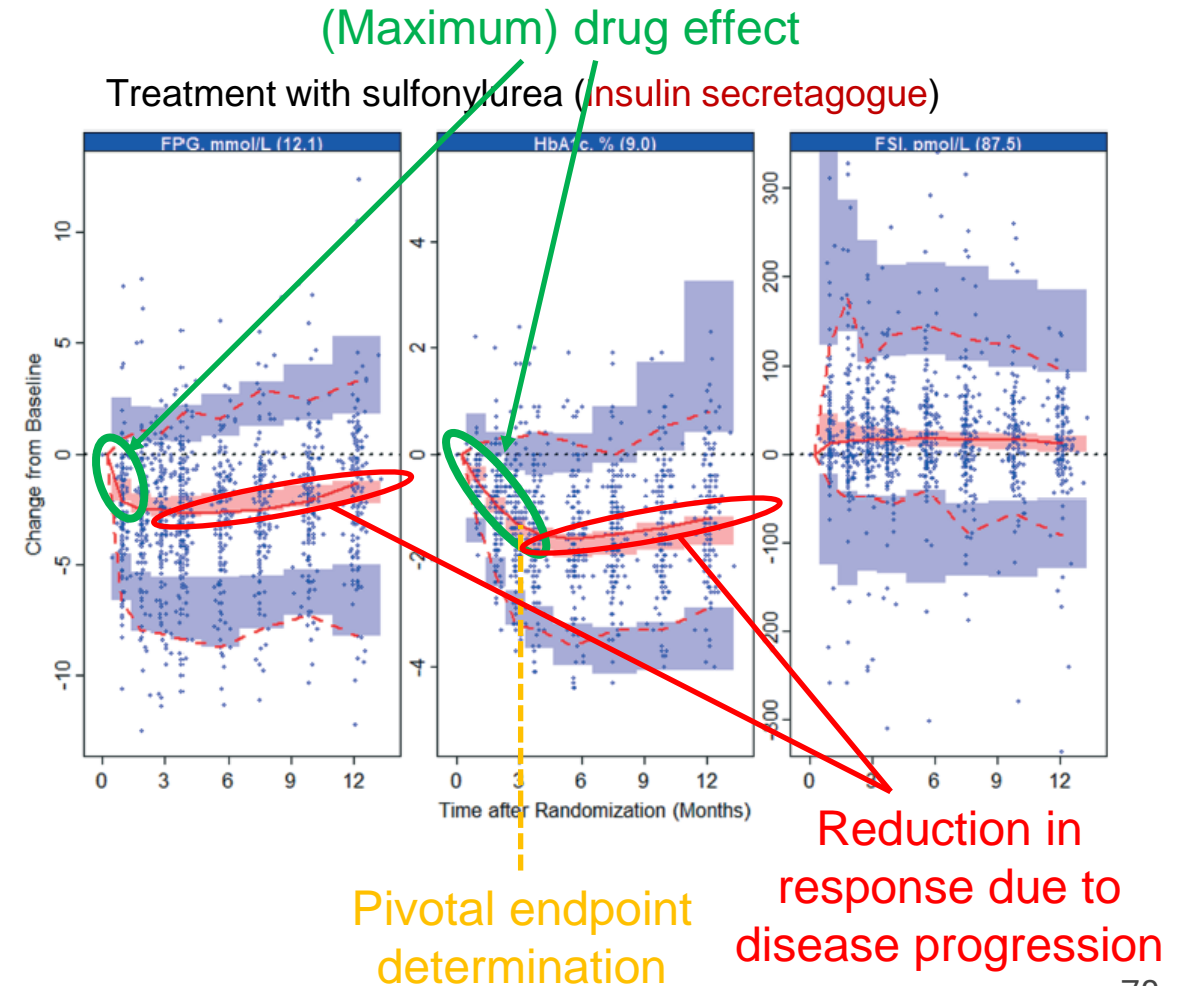 (Maximum) drug effect
Treatment with sulfonylurea (insulin secretagogue)
FPG, mmol/L (12.1)
HbA1c, % (9.0)
FSI, pmol/L (87.5)
Change from Baseline
10
5
0
-5
-10
4
2
0
-2
-4
300
200
100
0
-100
-200
-300
0 3 6 9 12
0 3 6 9 12
0 3 6 9 12
Time after Randomization (Months)
Pivotal endpoint
determination
Reduction in
response due to
disease progression